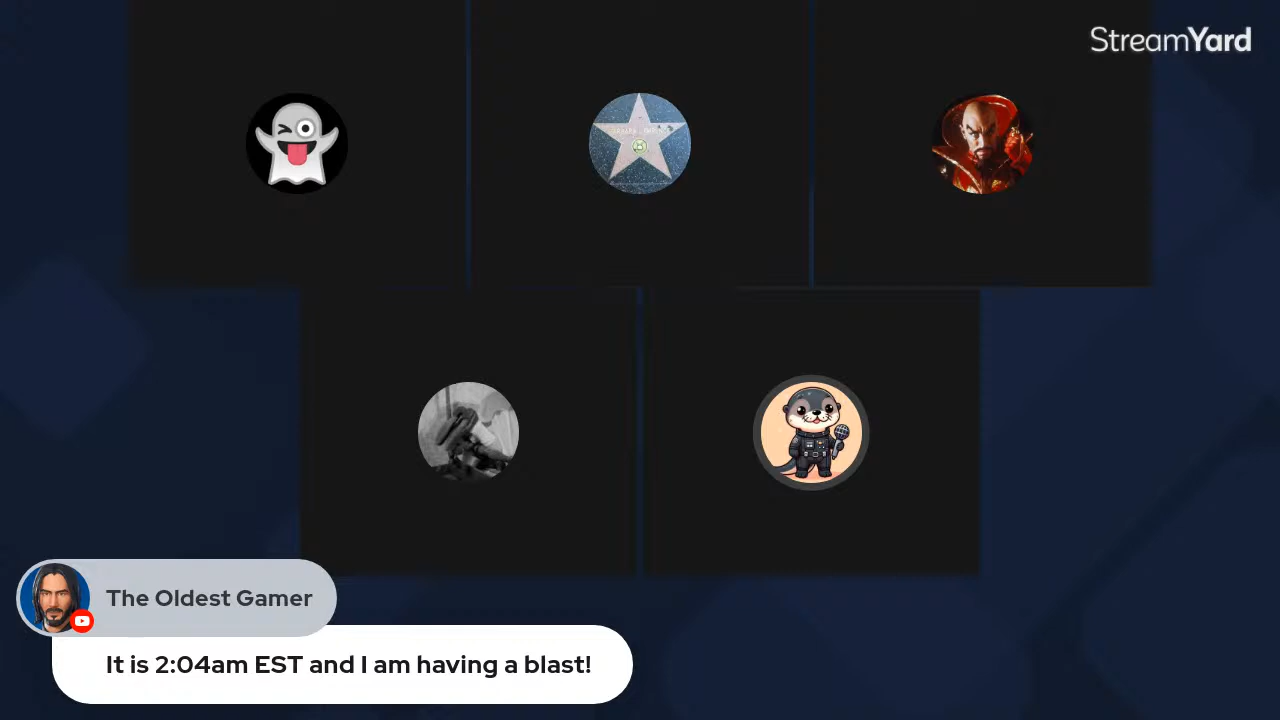 StreamYard
The Oldest Gamer
It is 2:04am EST and I am having a blast!